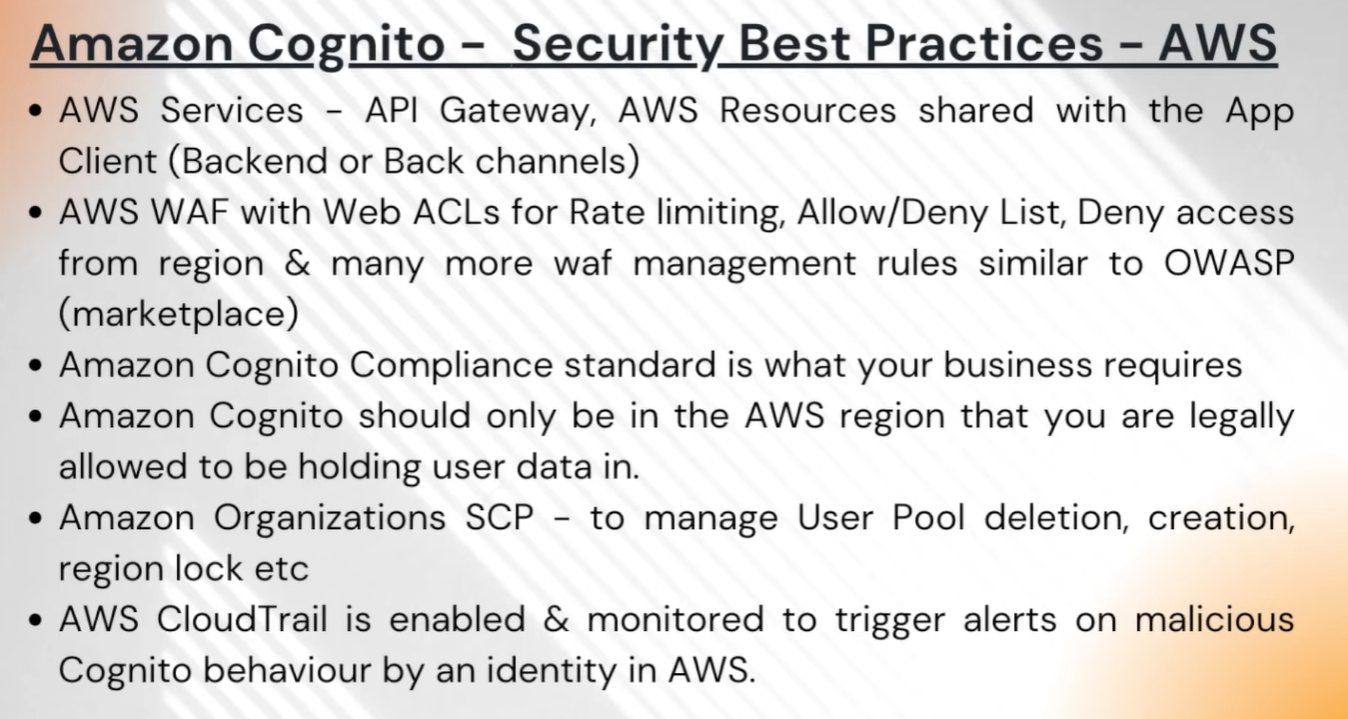 Amazon Cognito – Security Best Practices – AWS
• AWS Services – API Gateway, AWS Resources shared with the App
Client (Backend or Back channels)
• AWS WAF with Web ACLs for Rate limiting, Allow/Deny List, Deny access
from region & many more waf management rules similar to OWASP
(marketplace)
• Amazon Cognito Compliance standard is what your business requires
• Amazon Cognito should only be in the AWS region that you are legally
allowed to be holding user data in.
• Amazon Organizations SCP – to manage User Pool deletion, creation,
region lock etc
• AWS CloudTrail is enabled & monitored to trigger alerts on malicious
Cognito behaviour by an identity in AWS.